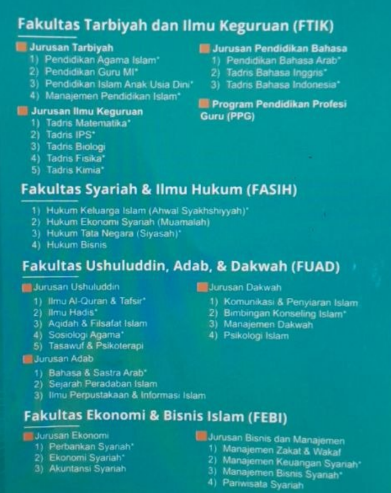 Fakultas Tarbiyah dan Ilmu Keguruan (FTIK)
Jurusan Tarbiyah
1) Pendidikan Agama Islam*
2) Pendidikan Guru MI*
3) Pendidikan Islam Anak Usia Dini*
4) Manajemen Pendidikan Islam*
Jurusan Ilmu Keguruan
1) Tadris Matematika*
2) Tadris IPS*
3) Tadris Biologi
4) Tadris Fisika*
5) Tadris Kimia*
Jurusan Pendidikan Bahasa
1) Pendidikan Bahasa Arab*
2) Tadris Bahasa Inggris*
3) Tadris Bahasa Indonesia*
Program Pendidikan Profesi
Guru (PPG)
Fakultas Syariah & Ilmu Hukum (FASIH)
1) Hukum Keluarga Islam (Ahwal Syakhshiyyah)*
2) Hukum Ekonomi Syariah (Muamalah)
3) Hukum Tata Negara (Siyasah)*
4) Hukum Bisnis
Fakultas Ushuluddin, Adab, & Dakwah (FUAD)
Jurusan Ushuluddin
1) Ilmu Al-Quran & Tafsir*
2) Ilmu Hadis*
3) Aqidah & Filsafat Islam
4) Sosiologi Agama*
5) Tasawuf & Psikoterapi
Jurusan Adab
1) Bahasa & Sastra Arab*
2) Sejarah Peradaban Islam
3) Ilmu Perpustakaan & Informasi Islam
Jurusan Dakwah
1) Komunikasi & Penyiaran Islam
2) Bimbingan Konseling Islam*
3) Manajemen Dakwah
4) Psikologi Islam
Fakultas Ekonomi & Bisnis Islam (FEBI)
Jurusan Ekonomi
1) Perbankan Syariah*
2) Ekonomi Syariah*
3) Akuntansi Syariah
Jurusan Bisnis dan Manajemen
1) Manajemen Zakat & Wakaf
2) Manajemen Keuangan Syariah*
3) Manajemen Bisnis Syariah*
4) Pariwisata Syariah